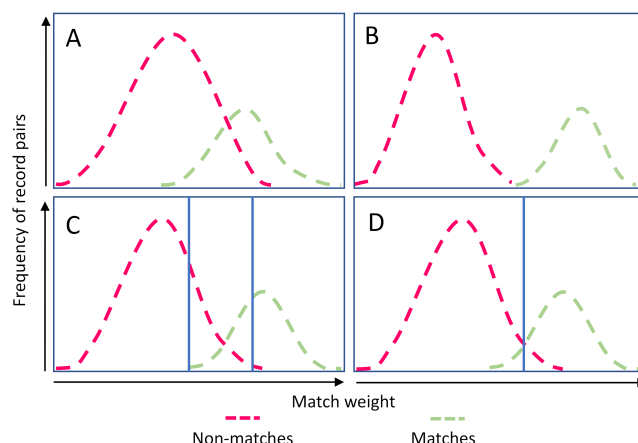 A
B
C
D
Frequency of record pairs
Match weight
Non-matches
Matches